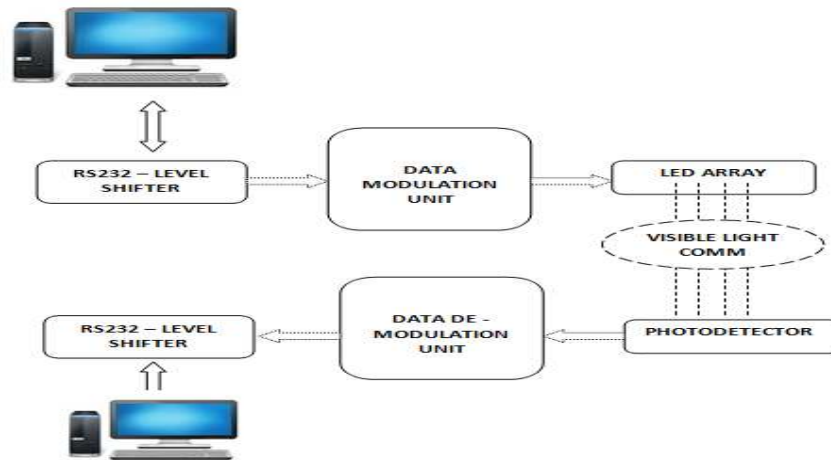 RS232 – LEVEL
SHIFTER
DATA
MODULATION
UNIT
LED ARRAY
VISIBLE LIGHT
COMM
RS232 – LEVEL
SHIFTER
DATA DE -
MODULATION
UNIT
PHOTODETECTOR